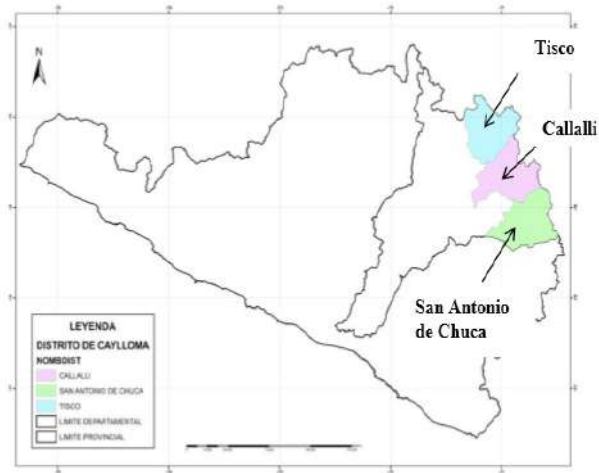 N
Tisco
Callalli
San Antonio
de Chuca
LEYENDA
DISTRITO DE CAYLLOMA
NOMBDIST
CALLALLI
SAN ANTONIO DE CHUCA
TISCO
LIMITE DEPARTAMENTAL
LIMITE PROVINCIAL